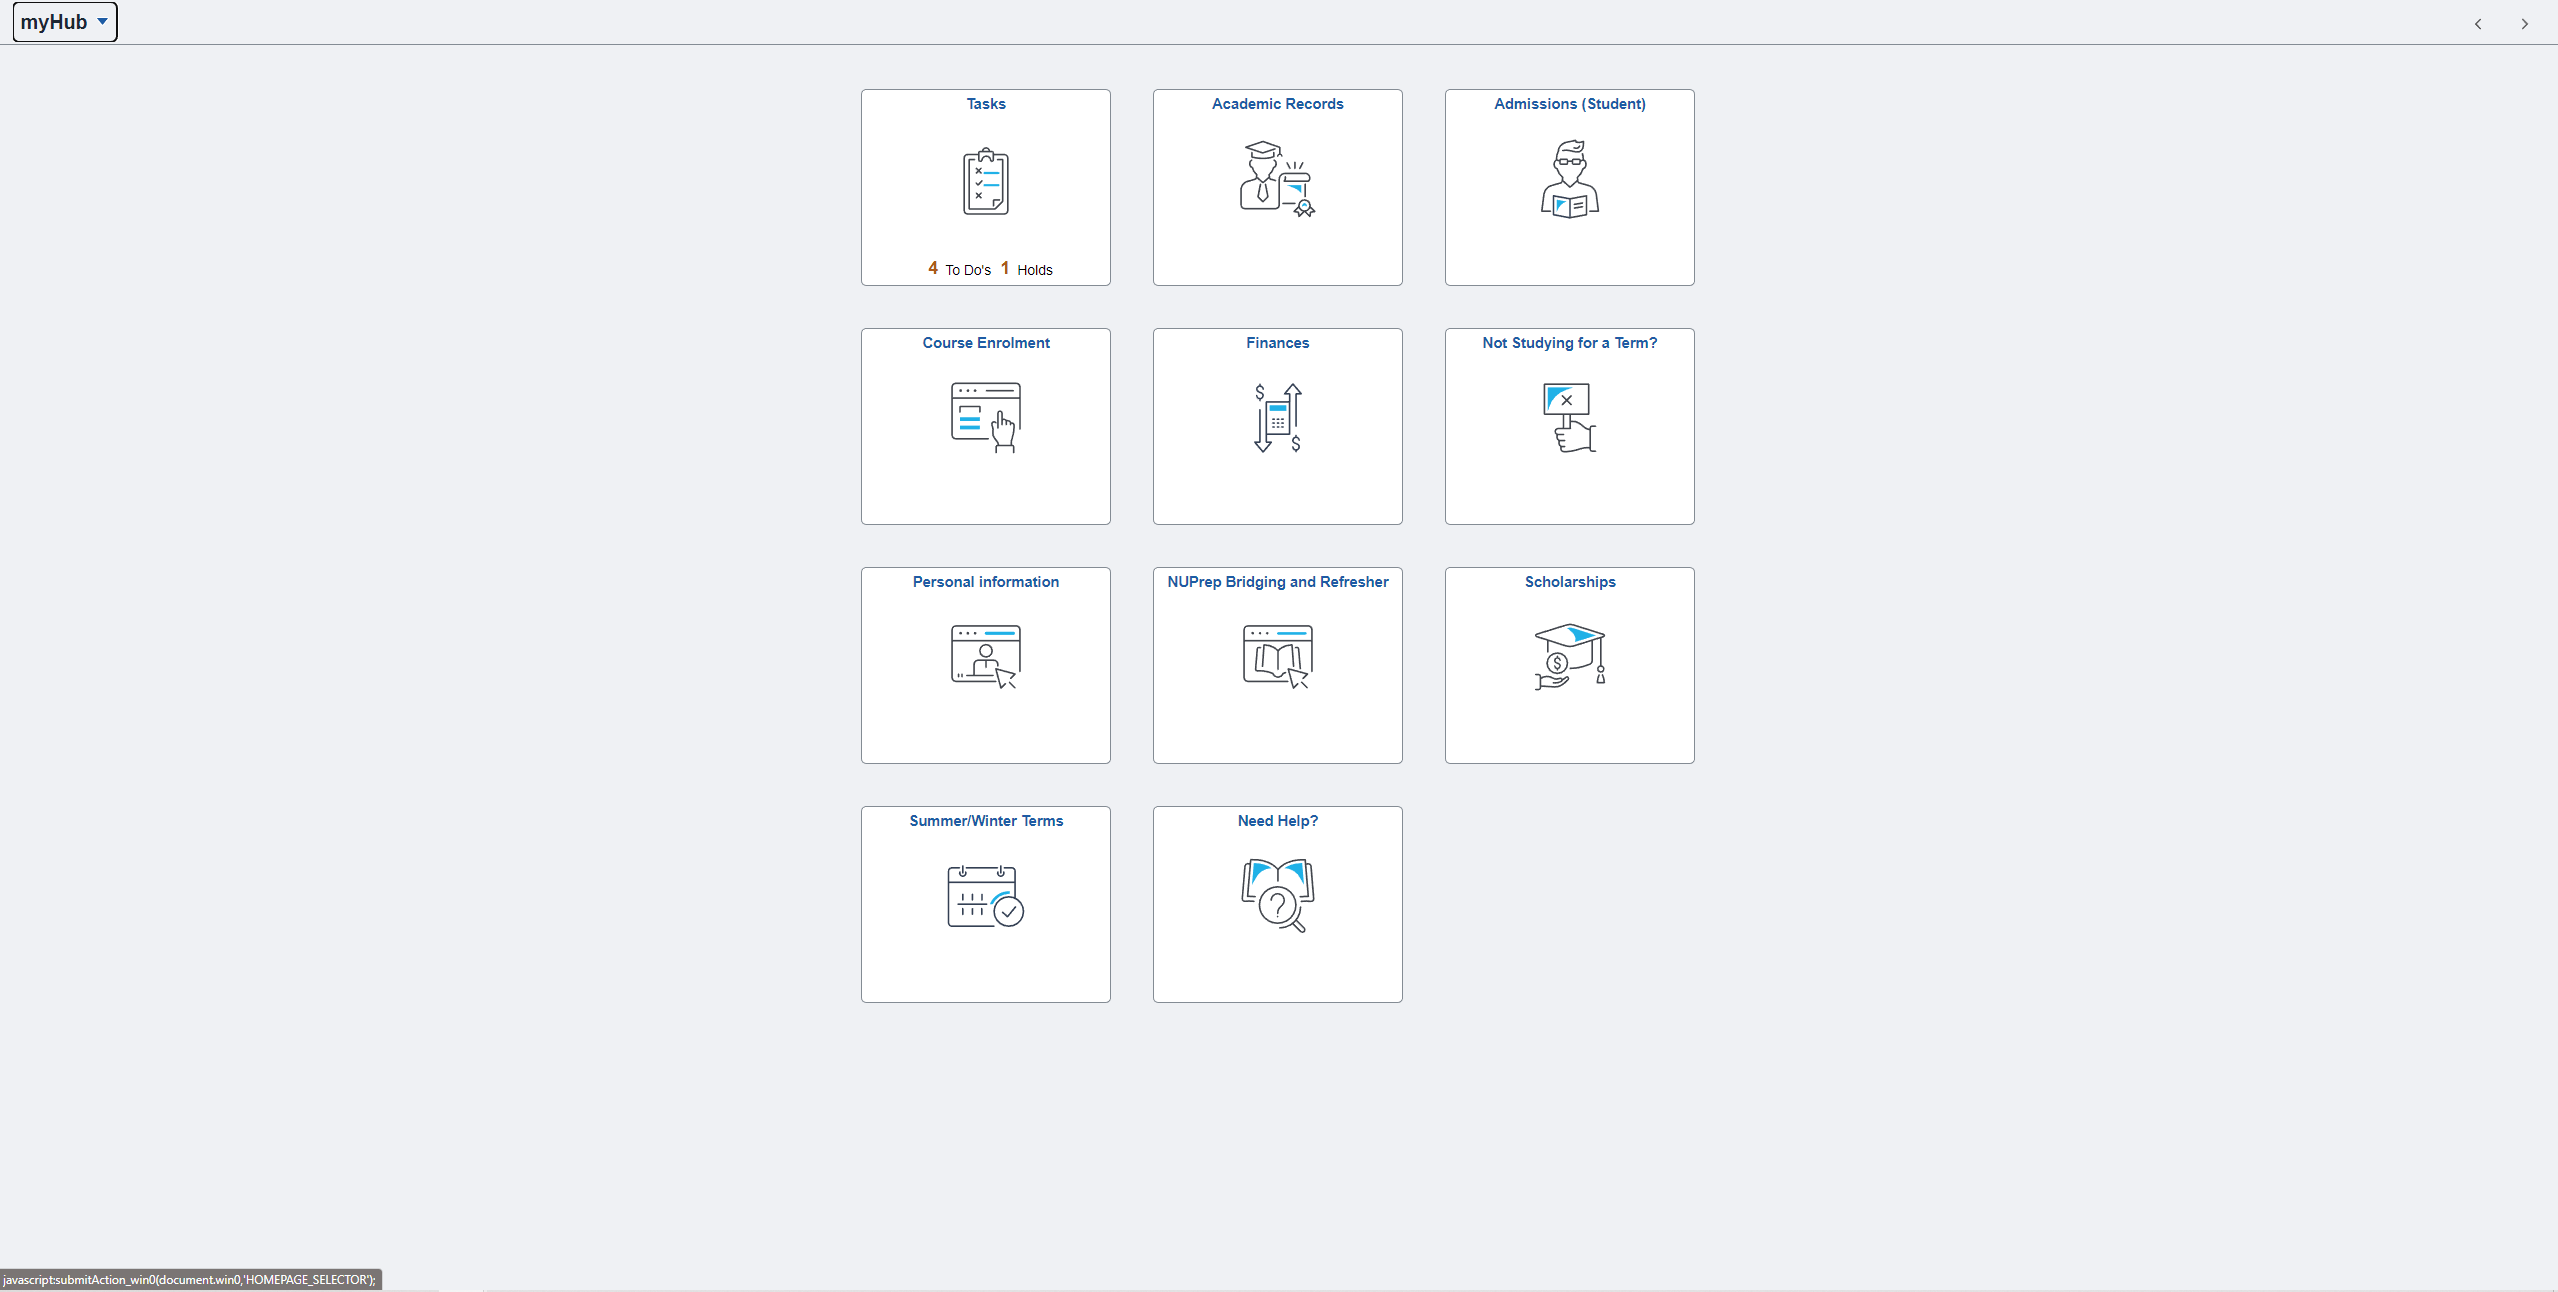 myHub
Tasks
4 To Do's 1 Holds
Academic Records
Admissions (Student)
Course Enrolment
Finances
Not Studying for a Term?
Personal information
NUPrep Bridging and Refresher
Scholarships
Summer/Winter Terms
Need Help?
javascript:submitAction_win0(document.win0,'HOMEPAGE_SELECTOR');